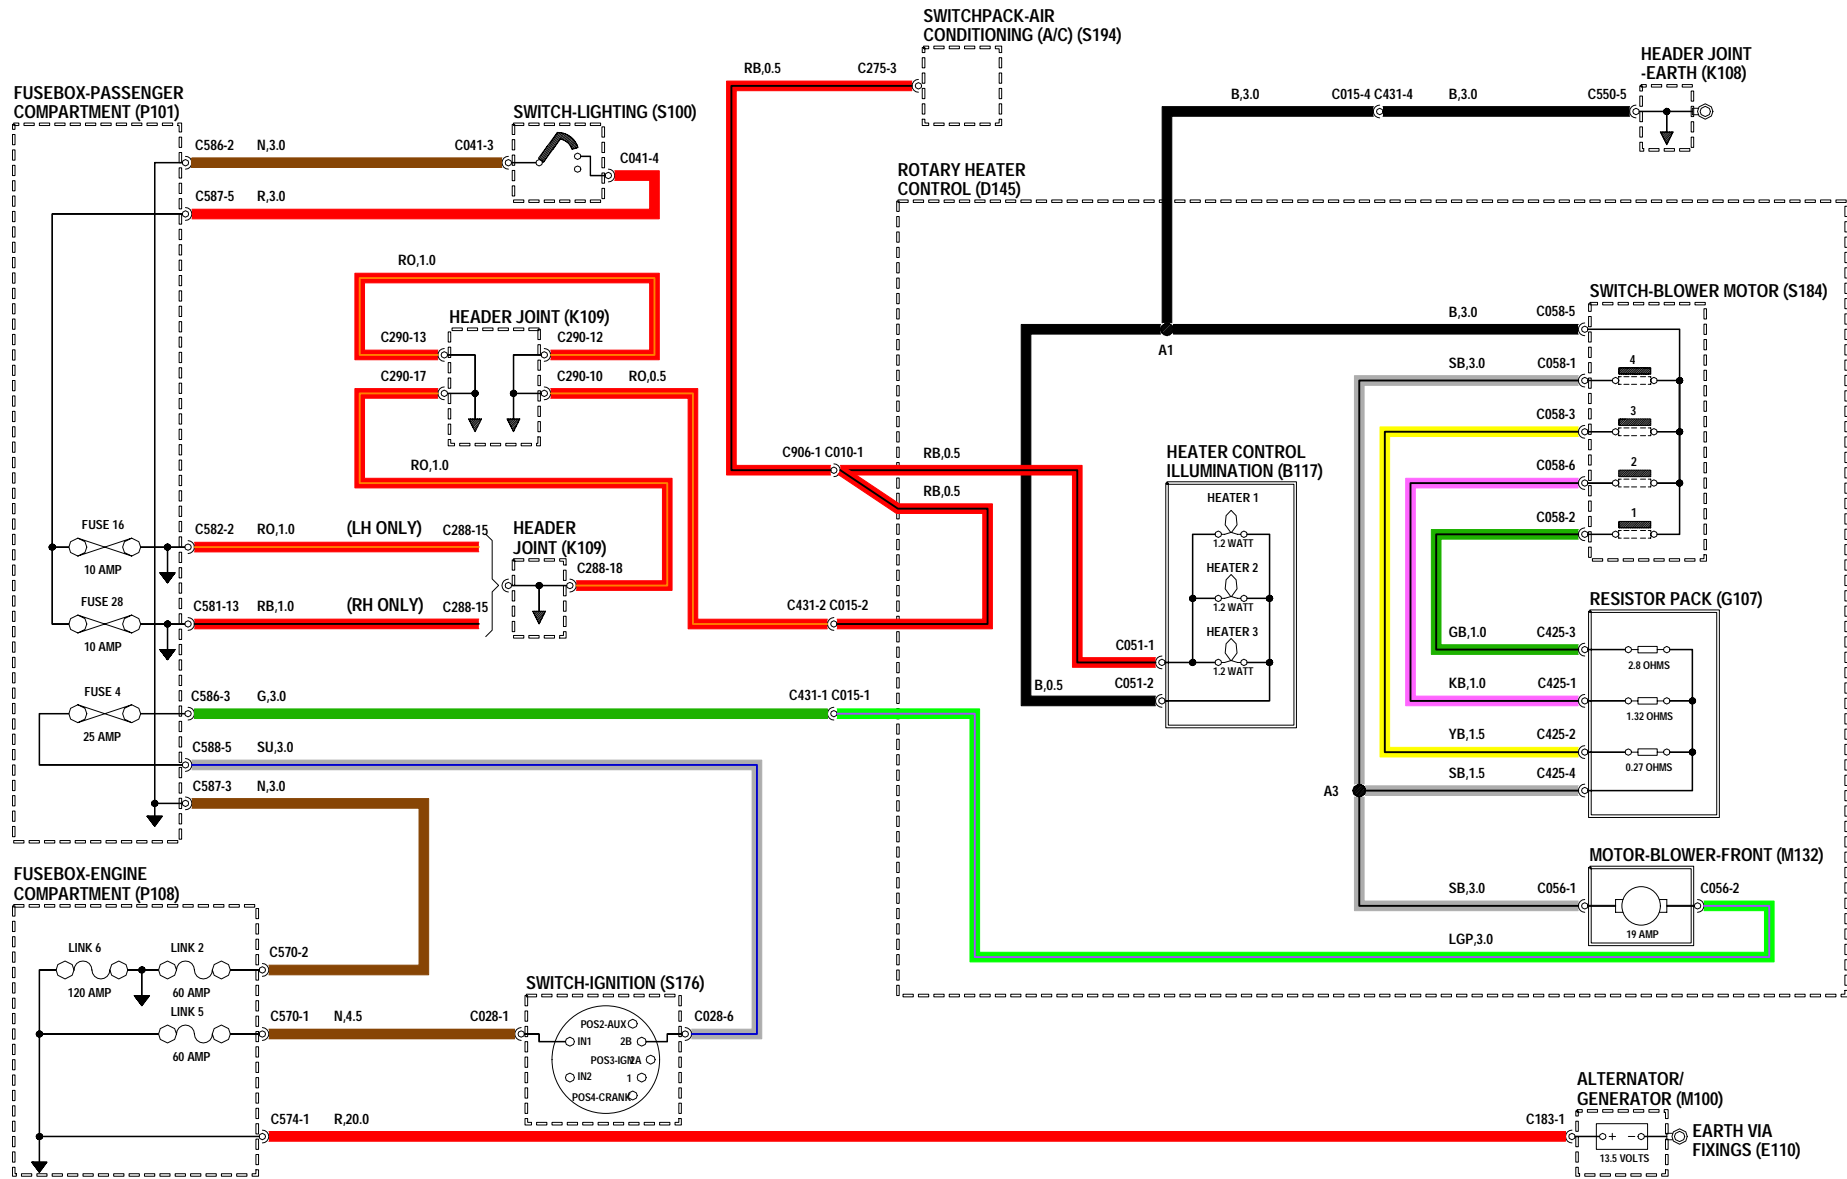 SWITCHPACK-AIR
CONDITIONING (A/C) (S194)
RB,0.5
C275-3
HEADER JOINT
-EARTH (K108)
B,3.0
C015-4 C431-4
B,3.0
C550-5
FUSEBOX-PASSENGER
COMPARTMENT (P101)
SWITCH-LIGHTING (S100)
C586-2
N,3.0
C041-3
C041-4
C587-5
R,3.0
ROTARY HEATER
CONTROL (D145)
RO,1.0
HEADER JOINT (K109)
C290-13
C290-12
C290-17
C290-10
RO,0.5
RO,1.0
SWITCH-BLOWER MOTOR (S184)
B,3.0
C058-5
A1
SB,3.0
C058-1
4
C058-3
3
C058-6
2
C058-2
1
C906-1 C010-1
RB,0.5
RB,0.5
HEATER CONTROL
ILLUMINATION (B117)
HEATER 1
1.2 WATT
HEATER 2
1.2 WATT
HEATER 3
1.2 WATT
C051-1
C051-2
B,0.5
FUSE 16
10 AMP
C582-2
RO,1.0
(LH ONLY)
C288-15
HEADER
JOINT (K109)
C288-18
FUSE 28
10 AMP
C581-13
RB,1.0
(RH ONLY)
C288-15
C431-2 C015-2
RESISTOR PACK (G107)
GB,1.0
C425-3
2.8 OHMS
KB,1.0
C425-1
1.32 OHMS
YB,1.5
C425-2
0.27 OHMS
SB,1.5
C425-4
A3
FUSE 4
25 AMP
C586-3
G,3.0
C431-1 C015-1
C588-5
SU,3.0
C587-3
N,3.0
MOTOR-BLOWER-FRONT (M132)
SB,3.0
C056-1
C056-2
19 AMP
LGP,3.0
FUSEBOX-ENGINE
COMPARTMENT (P108)
LINK 6
120 AMP
LINK 2
60 AMP
C570-2
LINK 5
60 AMP
C570-1
N,4.5
C028-1
SWITCH-IGNITION (S176)
C028-6
POS2-AUX
IN1
2B
POS3-IGN
2A
IN2
1
POS4-CRANK
C574-1
R,20.0
C183-1
ALTERNATOR/
GENERATOR (M100)
+ -
13.5 VOLTS
EARTH VIA
FIXINGS (E110)